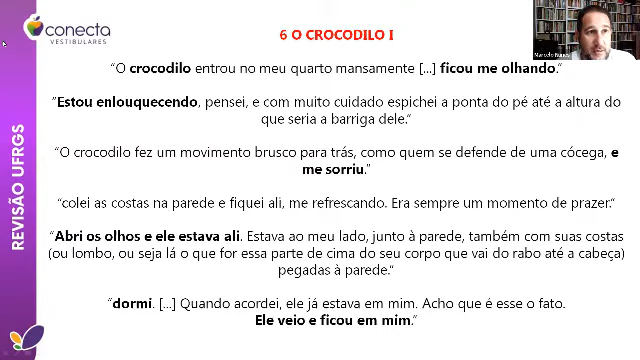 conecta
VESTIBULARES
6 O CROCODILO I
Marcelo Nunes
REVISÃO UFRGS
“O crocodilo entrou no meu quarto mansamente [...] ficou me olhando.”
“Estou enlouquecendo, pensei, e com muito cuidado espichei a ponta do pé até a altura do
que seria a barriga dele.”
“O crocodilo fez um movimento brusco para trás, como quem se defende de uma cócega, e
me sorriu.”
“colei as costas na parede e fiquei ali, me refrescando. Era sempre um momento de prazer.”
“Abri os olhos e ele estava ali. Estava ao meu lado, junto à parede, também com suas costas
(ou lombo, ou seja lá o que for essa parte de cima do seu corpo que vai do rabo até a cabeça)
pegadas à parede.”
“dormi. [...] Quando acordei, ele já estava em mim. Acho que é esse o fato.
Ele veio e ficou em mim.”